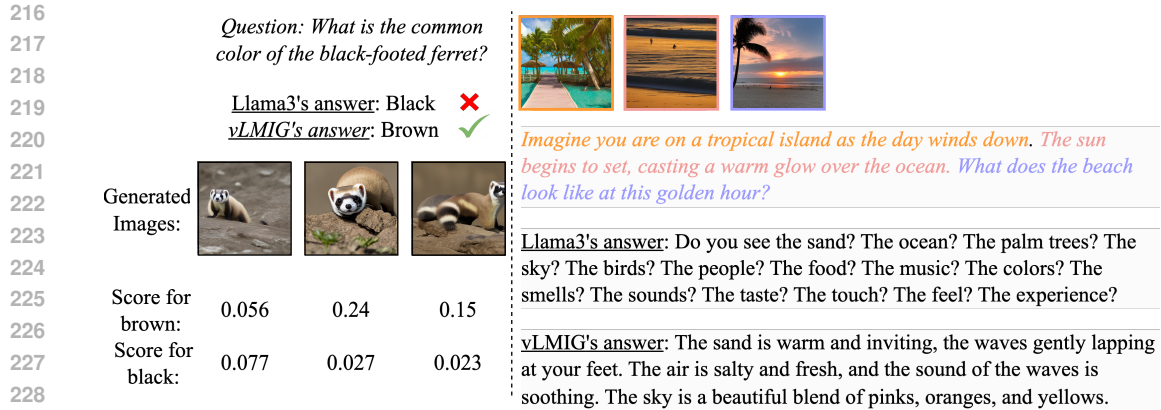 216
217
218
219
220
221
222
223
224
225
226
227
228
Question: What is the common
color of the black-footed ferret?
Llama3's answer: Black
vLMIG's answer: Brown
Generated
Images:
Score for
brown:
0.056 0.24 0.15
Score for
black:
0.077 0.027 0.023
Imagine you are on a tropical island as the day winds down. The sun
begins to set, casting a warm glow over the ocean. What does the beach
look like at this golden hour?
Llama3's answer: Do you see the sand? The ocean? The palm trees? The
sky? The birds? The people? The food? The music? The colors? The
smells? The sounds? The taste? The touch? The feel? The experience?
vLMIG's answer: The sand is warm and inviting, the waves gently lapping
at your feet. The air is salty and fresh, and the sound of the waves is
soothing. The sky is a beautiful blend of pinks, oranges, and yellows.